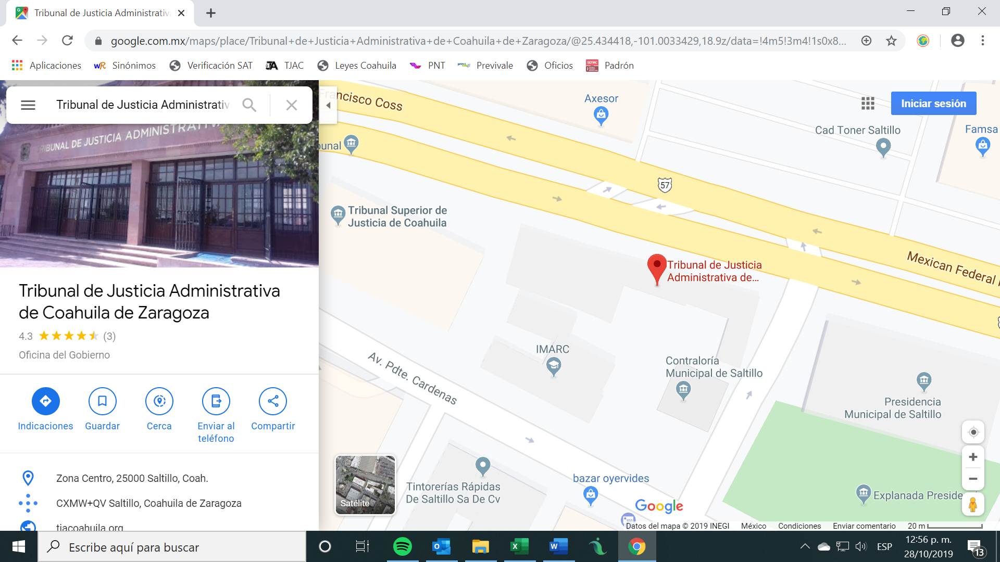 Tribunal de Justicia Administrativ
google.com.mx/maps/place/Tribunal+de+Justicia+Administrativa+de+Coahuila+de+Zaragoza/@25.434418,-101.0033429,18.9z/data=!4m5!3m4!1s0x8...
Aplicaciones
Sinónimos
Verificación SAT
TJAC
Leyes Coahuila
PNT
Previvale
Oficios
Padrón
Tribunal de Justicia Administrativ
TRIBUNAL DE JUSTICIA ADMINISTRATIVA
Tribunal de Justicia Administrativa
de Coahuila de Zaragoza
4.3 (3)
Oficina del Gobierno
Indicaciones
Guardar
Cerca
Enviar al
teléfono
Compartir
Zona Centro, 25000 Saltillo, Coah.
CXMW+QV Saltillo, Coahuila de Zaragoza
tjacoahuila.org
Francisco Coss
Axesor
Iniciar sesión
Cad Toner Saltillo
Famsa
bunal
57
Tribunal Superior de
Justicia de Coahuila
Mexican Federal
Tribunal de Justicia
Administrativa de...
IMARC
Av. Pdte. Cardenas
Contraloría
Municipal de Saltillo
Presidencia
Municipal de Saltillo
Tintorerías Rápidas
De Saltillo Sa De Cv
bazar oyervides
Explanada Preside
Satélite
Google
Datos del mapa © 2019 INEGI
México
Condiciones
Enviar comentario
20 m
Escribe aquí para buscar
ESP
12:56 p. m.
28/10/2019
13